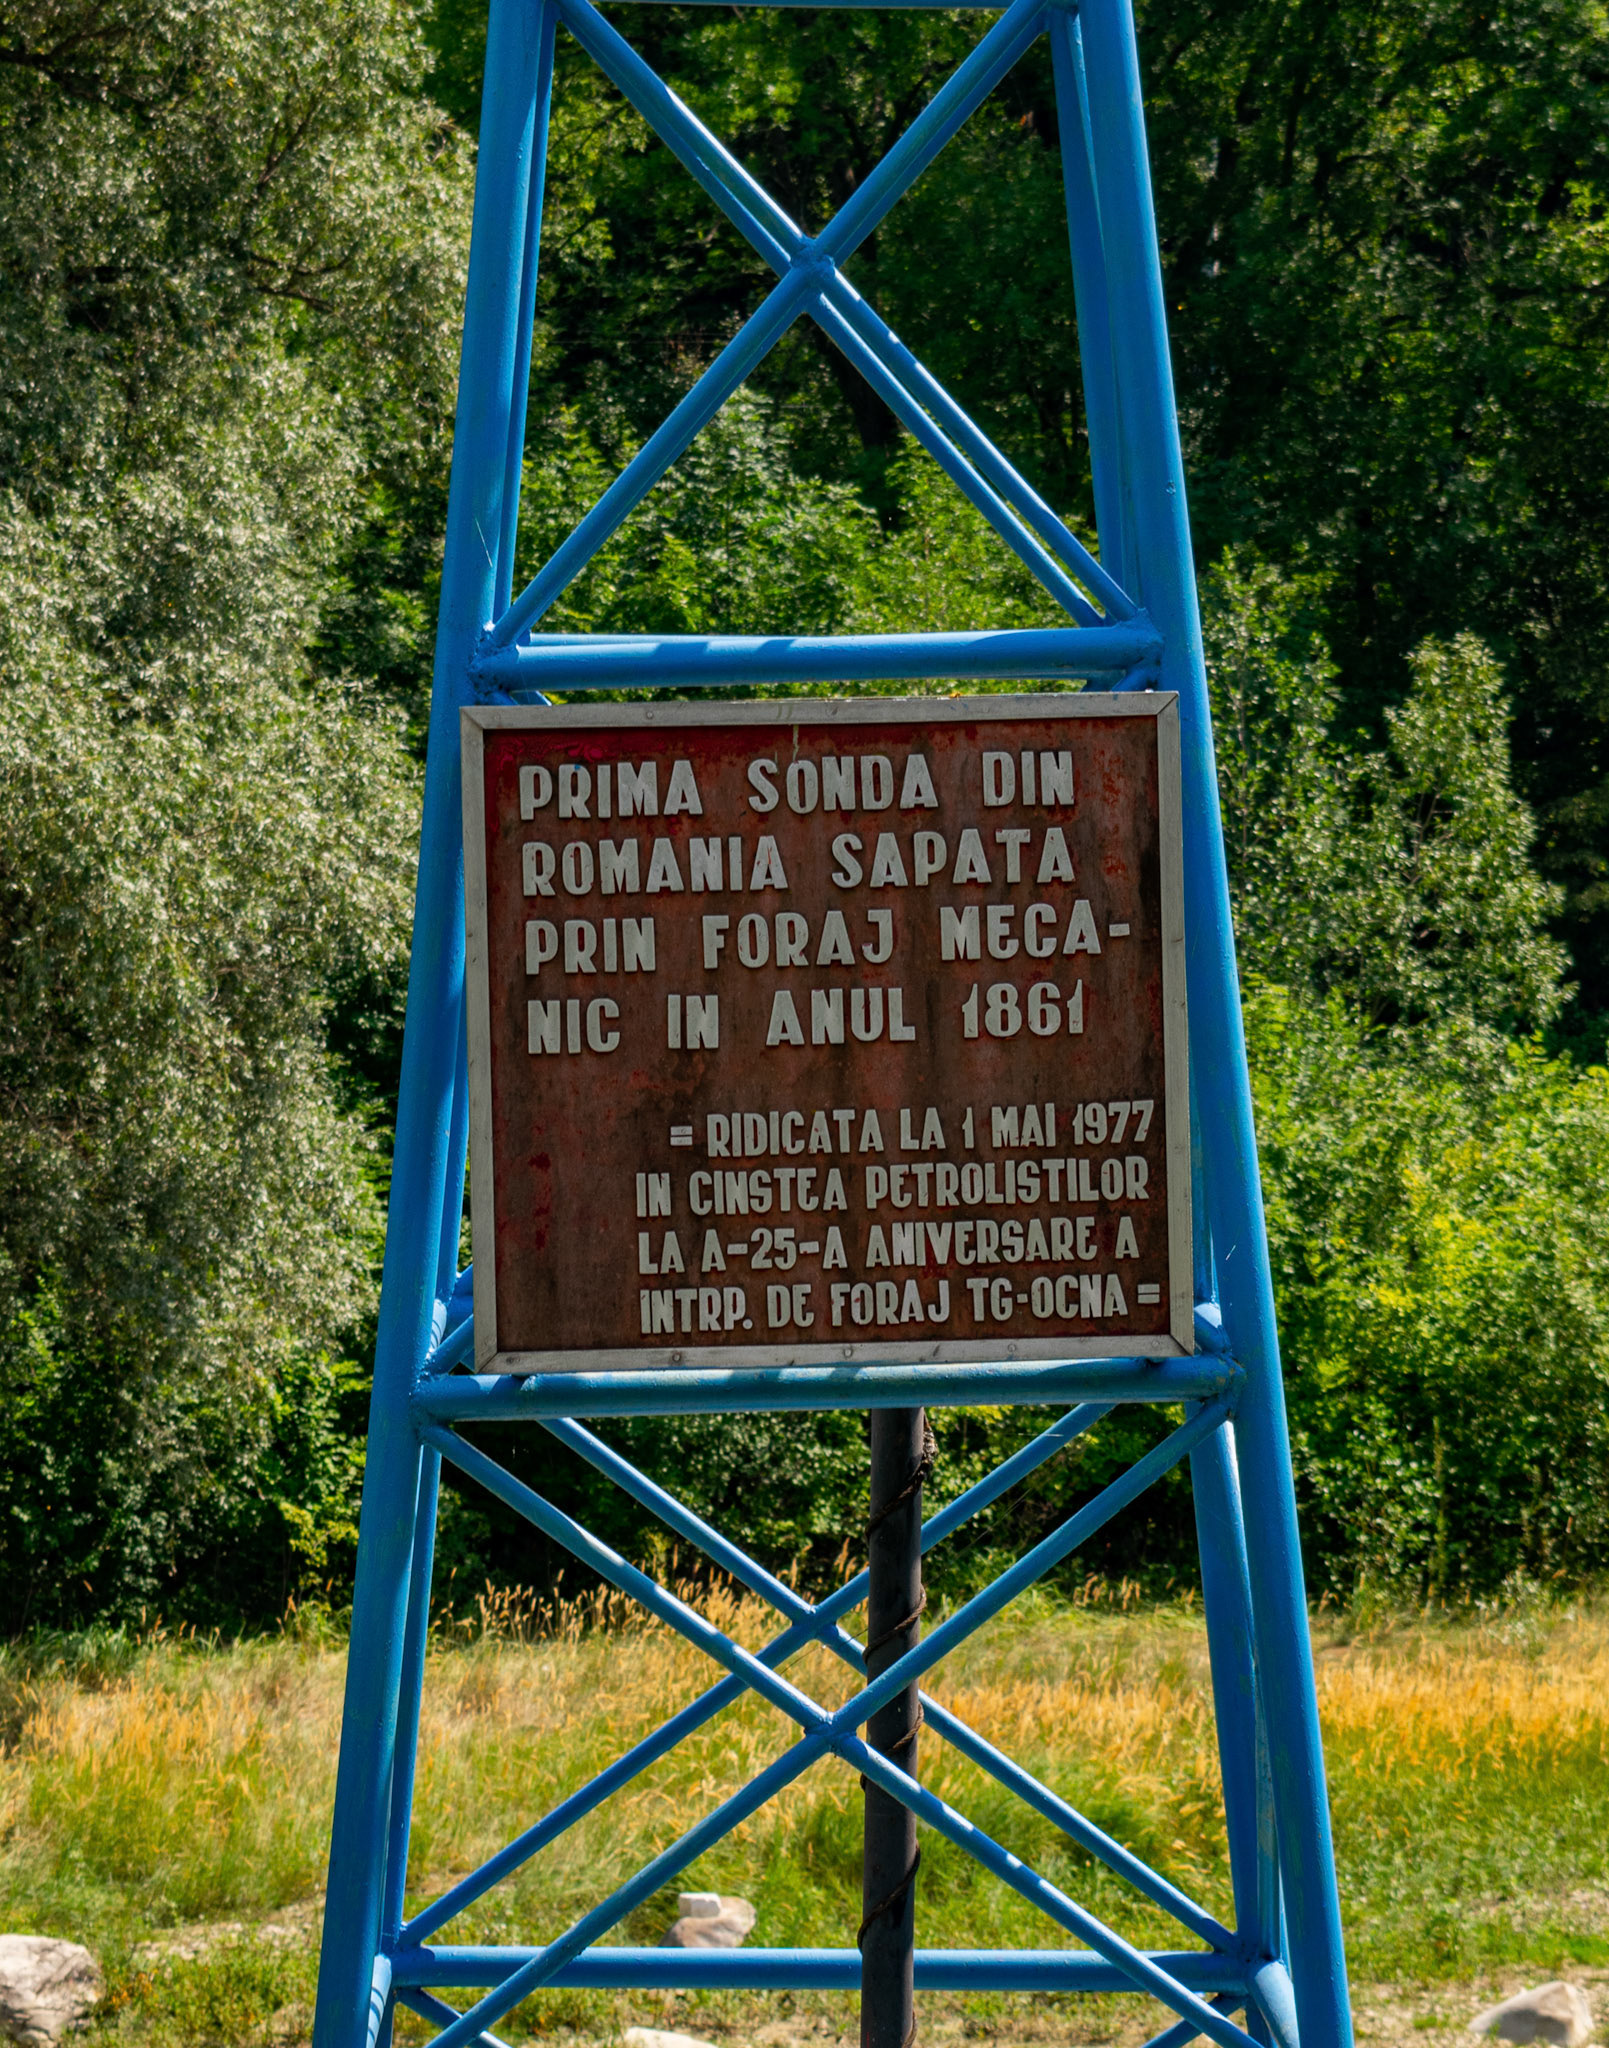 PRIMA SONDA DIN
ROMANIA SAPATA
PRIN FORAJ MECA-
NIC IN ANUL 1861
= RIDICATA LA 1 MAI 1977
IN CINSTEA PETROLISTILOR
LA A-25-A ANIVERSARE A
INTRP. DE FORAJ TG-OCNA =